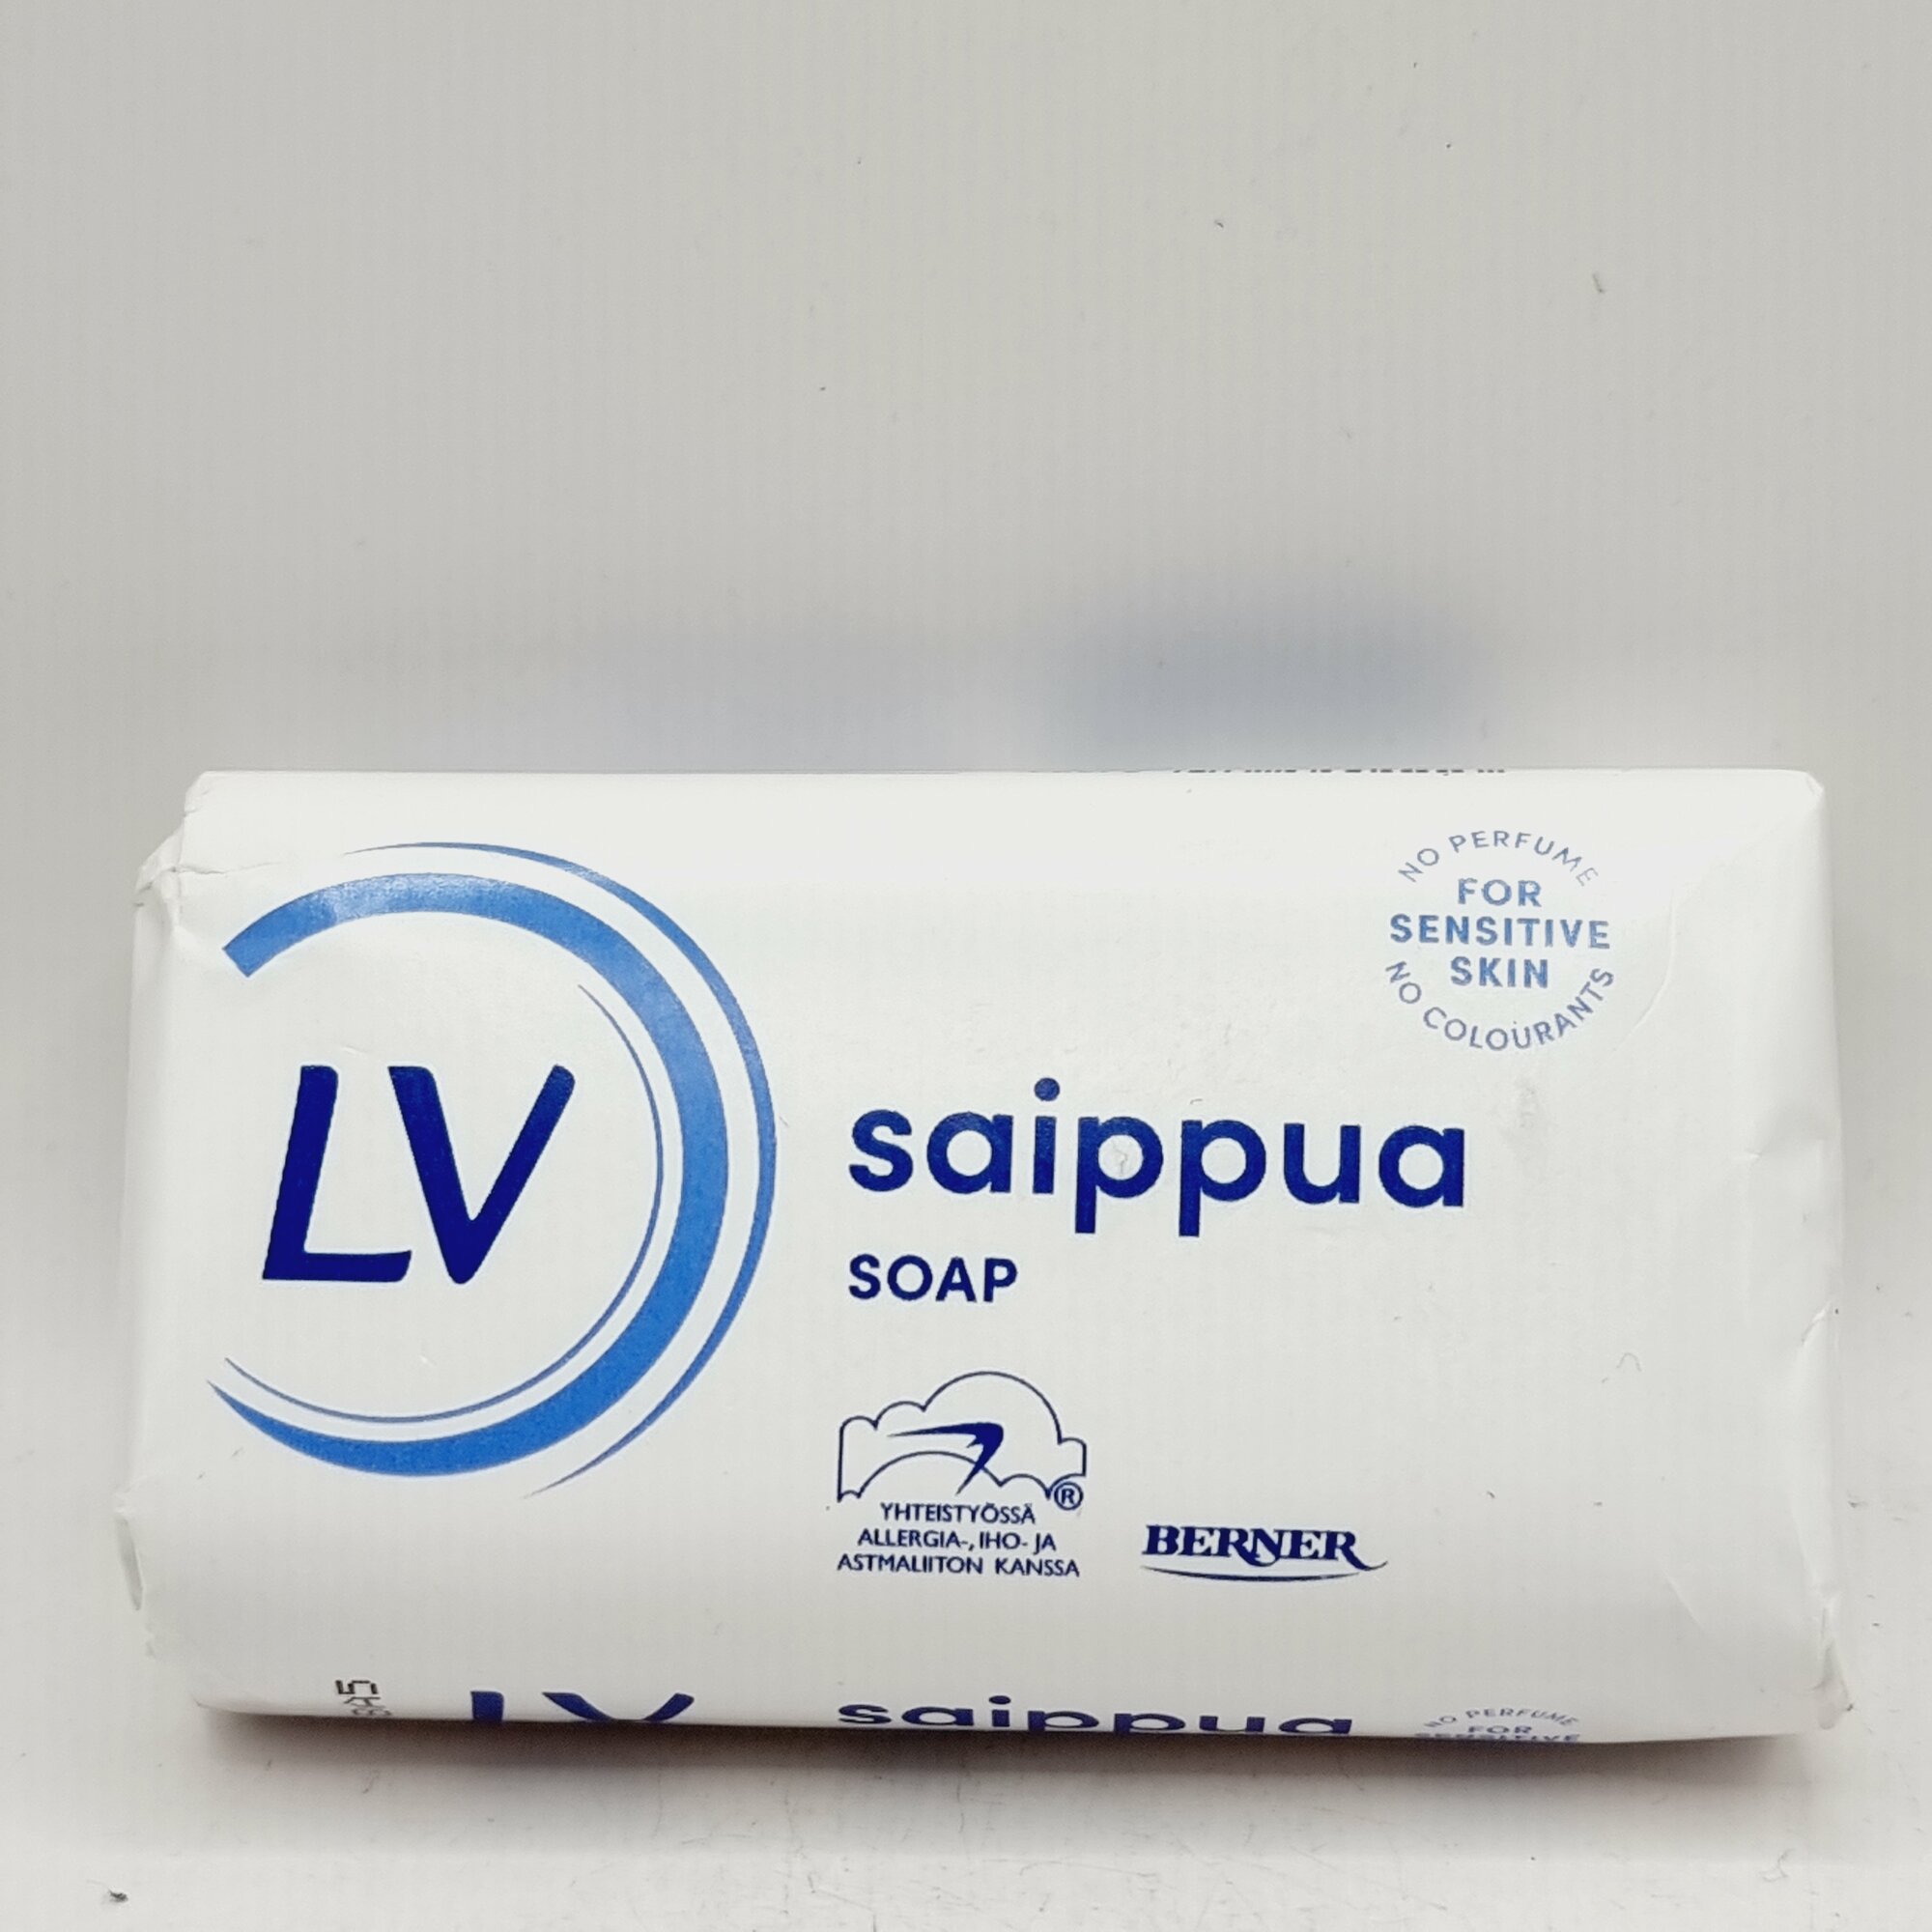 NO PERFUME
FOR
SENSITIVE
SKIN
NO COLOURANTS
LV
saippua
SOAP
YHTEISTYÖSSÄ
ALLERGIA-, IHO- JA
ASTMALIITON KANSSA
®
BERNER
LV
saippua
NO PERFUME
FOR
SENSITIVE